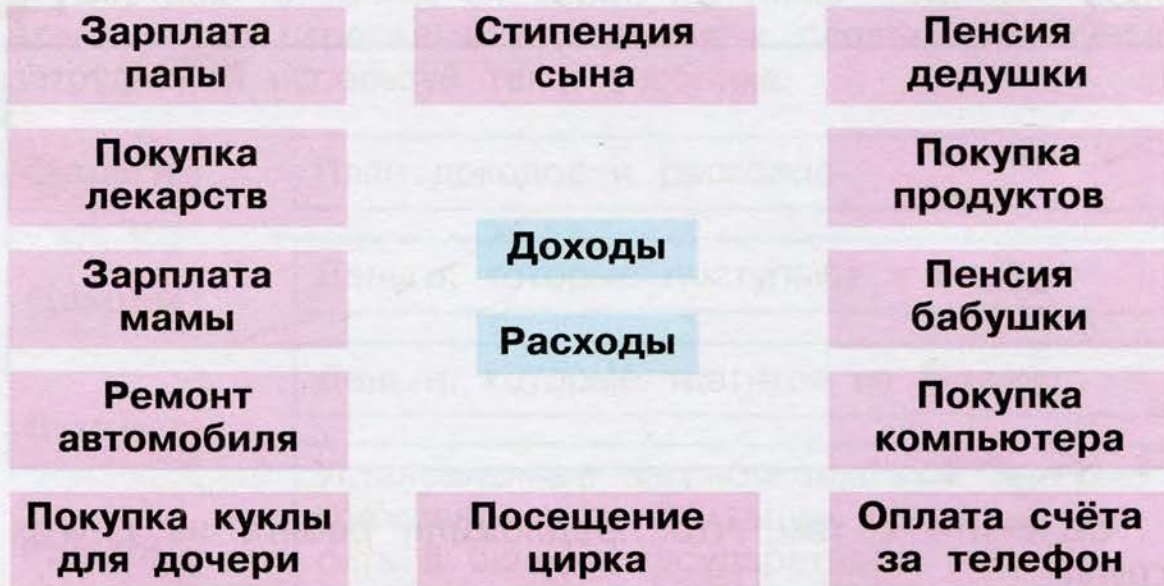 Зарплата
папы
Стипендия
сына
Пенсия
дедушки
Покупка
лекарств
Покупка
продуктов
Доходы
Зарплата
мамы
Пенсия
бабушки
Расходы
Ремонт
автомобиля
Покупка
компьютера
Покупка куклы
для дочери
Посещение
цирка
Оплата счёта
за телефон